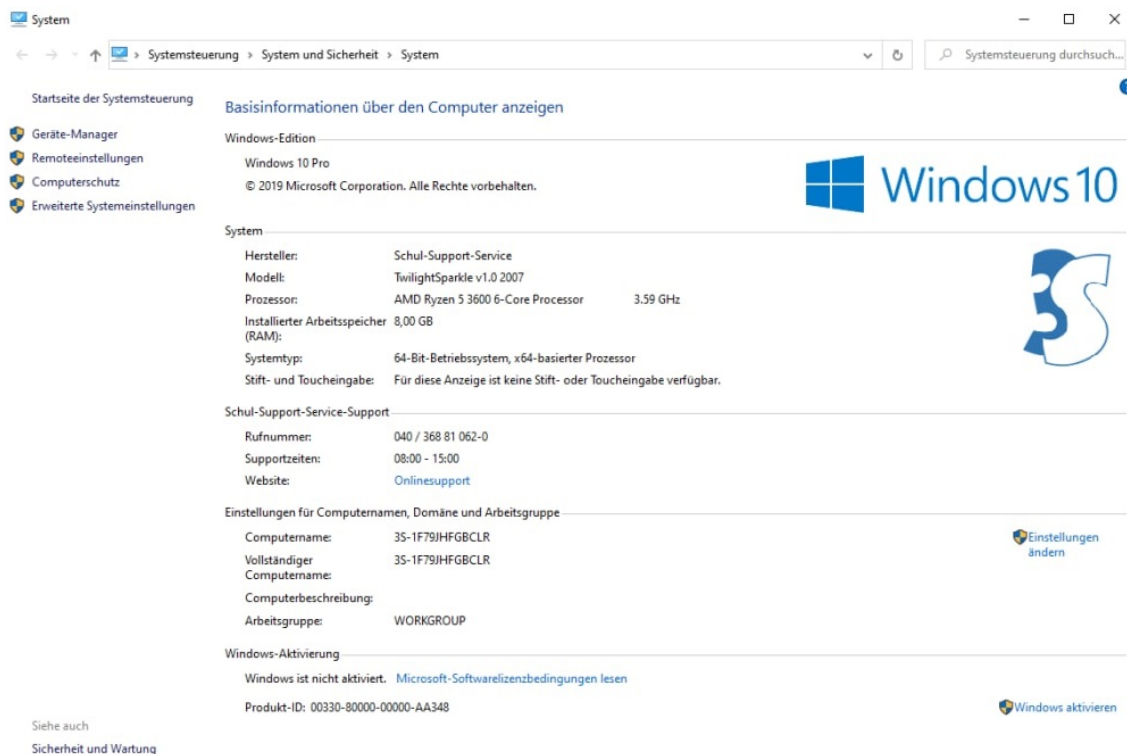 System
Systemsteuerung > System und Sicherheit > System
Systemsteuerung durchsuch...
Startseite der Systemsteuerung
Geräte-Manager
Remoteeinstellungen
Computerschutz
Erweiterte Systemeinstellungen
Basisinformationen über den Computer anzeigen
Windows-Edition
Windows 10 Pro
© 2019 Microsoft Corporation. Alle Rechte vorbehalten.
Windows 10
System
Hersteller: Schul-Support-Service
Modell: TwilightSparkle v1.0 2007
Prozessor: AMD Ryzen 5 3600 6-Core Processor 3.59 GHz
Installierter Arbeitsspeicher 8,00 GB
(RAM):
Systemtyp: 64-Bit-Betriebssystem, x64-basierter Prozessor
Stift- und Toucheingabe: Für diese Anzeige ist keine Stift- oder Toucheingabe verfügbar.
3S
Schul-Support-Service-Support
Rufnummer: 040 / 368 81 062-0
Supportzeiten: 08:00 - 15:00
Website: Onlinesupport
Einstellungen für Computernamen, Domäne und Arbeitsgruppe
Computername: 3S-1F79JHFGBCLR
Vollständiger 3S-1F79JHFGBCLR
Computername:
Computerbeschreibung:
Arbeitsgruppe: WORKGROUP
Einstellungen
ändern
Windows-Aktivierung
Windows ist nicht aktiviert. Microsoft-Softwarelizenzbedingungen lesen
Produkt-ID: 00330-80000-00000-AA348
Windows aktivieren
Siehe auch
Sicherheit und Wartung